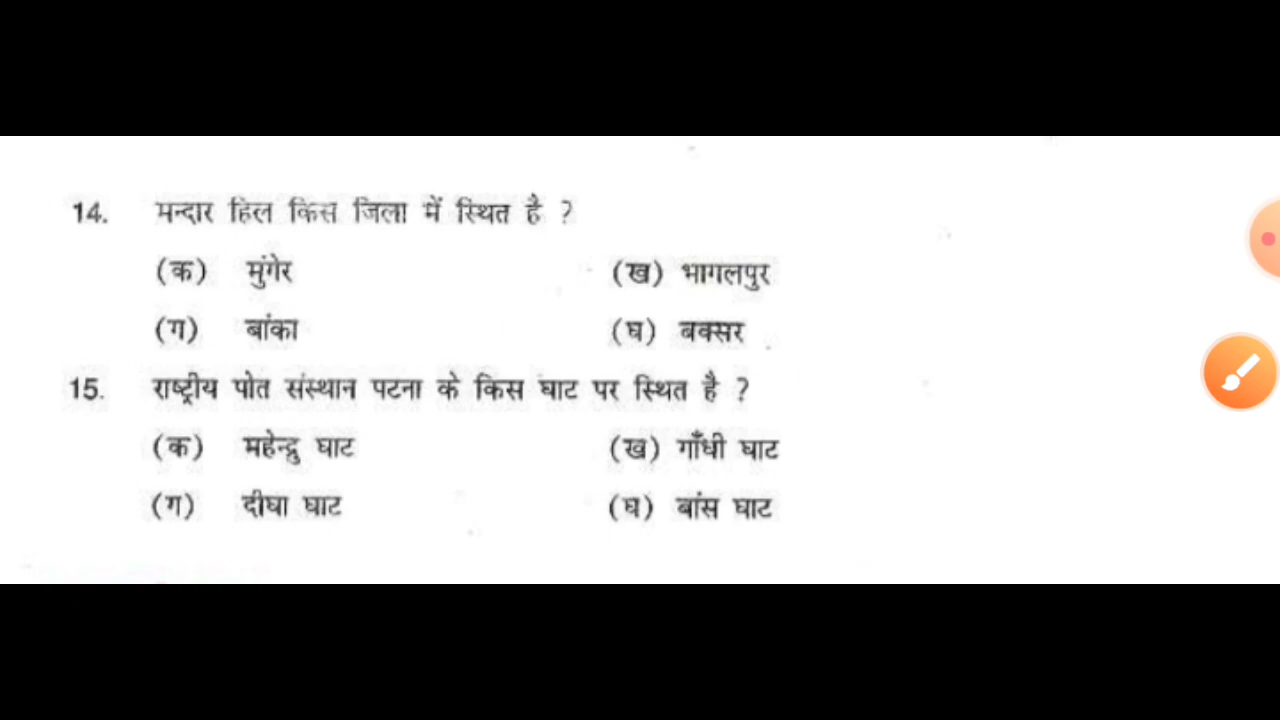 14. मन्दार हिल किस जिला में स्थित है ?
(क) मुंगेर (ख) भागलपुर
(ग) बांका (घ) बक्सर
15. राष्ट्रीय पोत संस्थान पटना के किस घाट पर स्थित है ?
(क) महेन्द्रु घाट (ख) गाँधी घाट
(ग) दीघा घाट (घ) बांस घाट